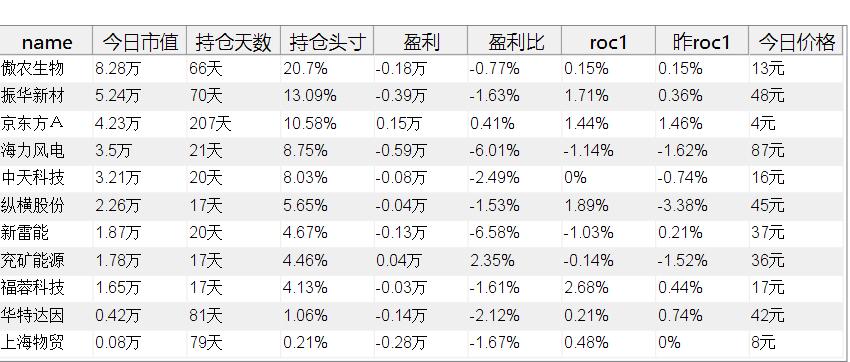 name 今日市值 持仓天数 持仓头寸 盈利 盈利比 roc1 昨roc1 今日价格
傲农生物 8.28万 66天 20.7% -0.18万 -0.77% 0.15% 0.15% 13元
振华新材 5.24万 70天 13.09% -0.39万 -1.63% 1.71% 0.36% 48元
京东方Ａ 4.23万 207天 10.58% 0.15万 0.41% 1.44% 1.46% 4元
海力风电 3.5万 21天 8.75% -0.59万 -6.01% -1.14% -1.62% 87元
中天科技 3.21万 20天 8.03% -0.08万 -2.49% 0% -0.74% 16元
纵横股份 2.26万 17天 5.65% -0.04万 -1.53% 1.89% -3.38% 45元
新雷能 1.87万 20天 4.67% -0.13万 -6.58% -1.03% 0.21% 37元
兖矿能源 1.78万 17天 4.46% 0.04万 2.35% -0.14% -1.52% 36元
福蓉科技 1.65万 17天 4.13% -0.03万 -1.61% 2.68% 0.44% 17元
华特达因 0.42万 81天 1.06% -0.14万 -2.12% 0.21% 0.74% 42元
上海物贸 0.08万 79天 0.21% -0.28万 -1.67% 0.48% 0% 8元